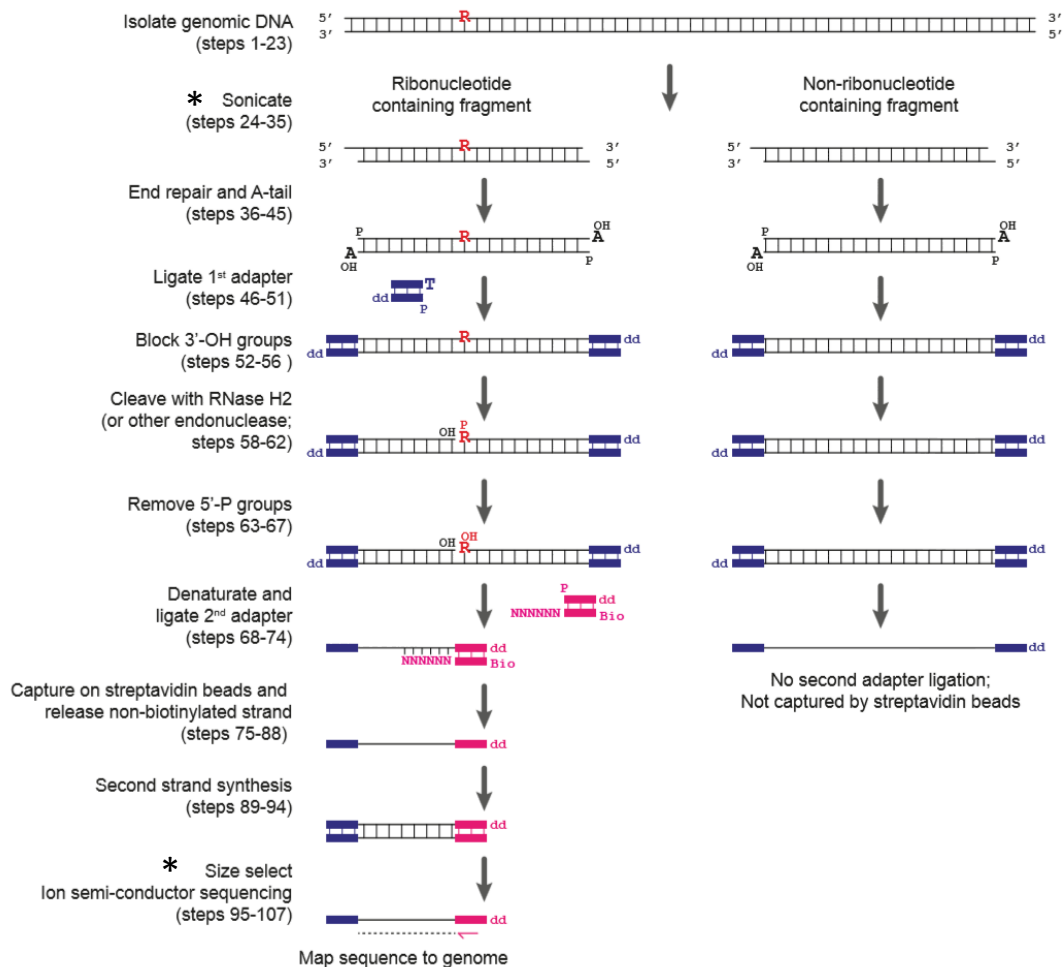 Isolate genomic DNA
(steps 1-23)
5’ R 3’
3’ 5’
* Sonicate
(steps 24-35)
Ribonucleotide
containing fragment
Non-ribonucleotide
containing fragment
5’ R 3’
3’ 5’
5’ 3’
3’ 5’
End repair and A-tail
(steps 36-45)
P R OH
A
A
OH P
P OH
A
A
OH P
Ligate 1st adapter
(steps 46-51)
T
dd
P
Block 3’-OH groups
(steps 52-56 )
R dd
dd
dd
dd
Cleave with RNase H2
(or other endonuclease;
steps 58-62)
P
OH R dd
dd
dd
dd
Remove 5’-P groups
(steps 63-67)
OH
OH R dd
dd
dd
dd
Denaturate and
ligate 2nd adapter
(steps 68-74)
P
dd
NNNNNN Bio
dd
NNNNNN Bio
dd
No second adapter ligation;
Not captured by streptavidin beads
Capture on streptavidin beads and
release non-biotinylated strand
(steps 75-88)
dd
Second strand synthesis
(steps 89-94)
dd
* Size select
Ion semi-conductor sequencing
(steps 95-107)
dd
Map sequence to genome